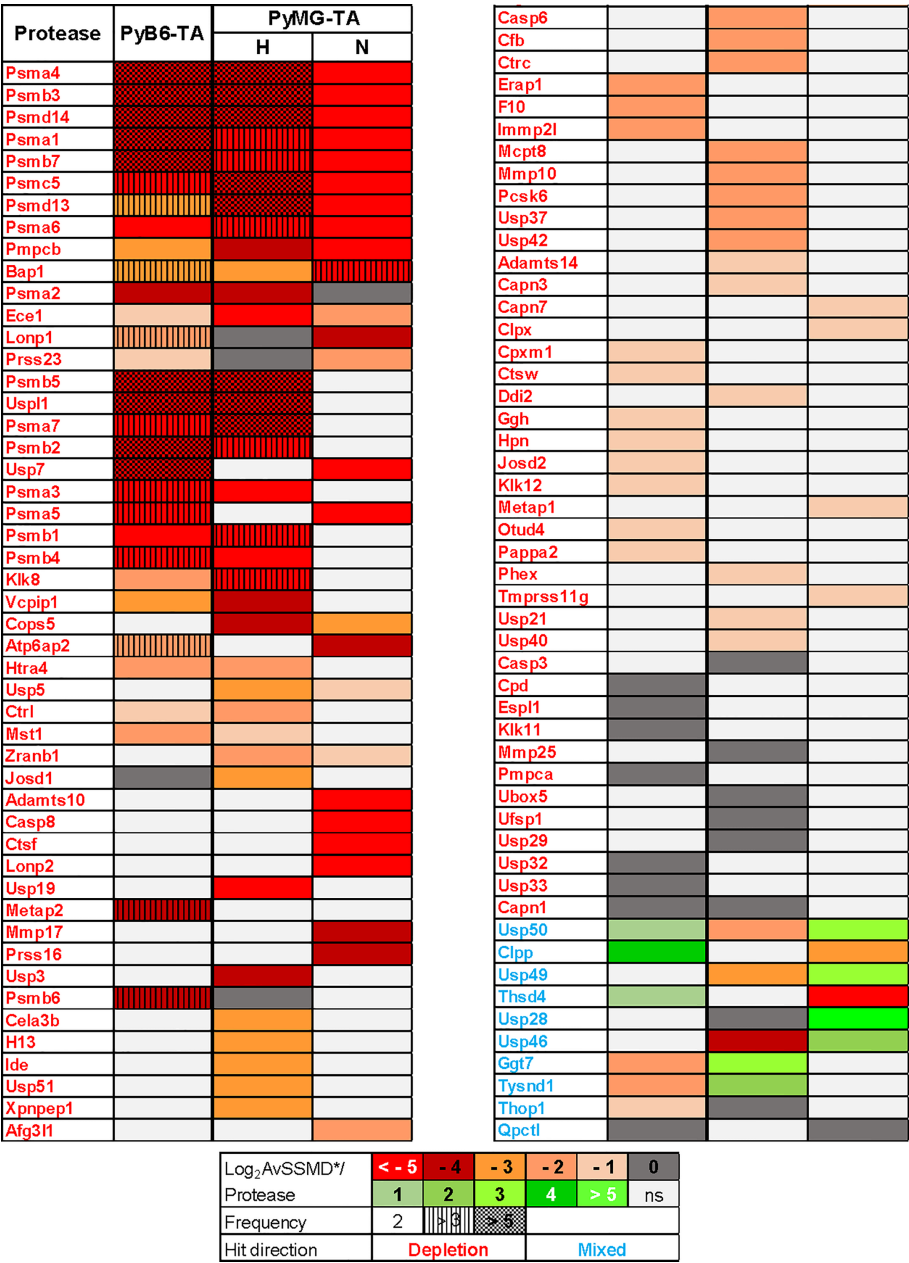 Protease PyB6-TA PyMG-TA
H N
Psma4
Psmb3
Psmd14
Psma1
Psmb7
Psmc5
Psmd13
Psma6
Pmpcb
Bap1
Psma2
Ece1
Lonp1
Prss23
Psmb5
Uspl1
Psma7
Psmb2
Usp7
Psma3
Psma5
Psmb1
Psmb4
Klk8
Vcpip1
Cops5
Atp6ap2
Htra4
Usp5
Ctrl
Mst1
Zranb1
Josd1
Adamts10
Casp8
Ctsf
Lonp2
Usp19
Metap2
Mmp17
Prss16
Usp3
Psmb6
Cela3b
H13
Ide
Usp51
Xpnpep1
Afg3l1
Casp6
Cfb
Ctrc
Erap1
F10
Immp2l
Mcpt8
Mmp10
Pcsk6
Usp37
Usp42
Adamts14
Capn3
Capn7
Clpx
Cpxm1
Ctsw
Ddi2
Ggh
Hpn
Josd2
Klk12
Metap1
Otud4
Pappa2
Phex
Tmprss11g
Usp21
Usp40
Casp3
Cpd
Espl1
Klk11
Mmp25
Pmpca
Ubox5
Ufsp1
Usp29
Usp32
Usp33
Capn1
Usp50
Clpp
Usp49
Thsd4
Usp28
Usp46
Ggt7
Tysnd1
Thop1
Qpctl
Log₂AvSSMD*/ < - 5 - 4 - 3 - 2 - 1 0
Protease 1 2 3 4 > 5 ns
Frequency 2 > 3 > 5
Hit direction Depletion Mixed